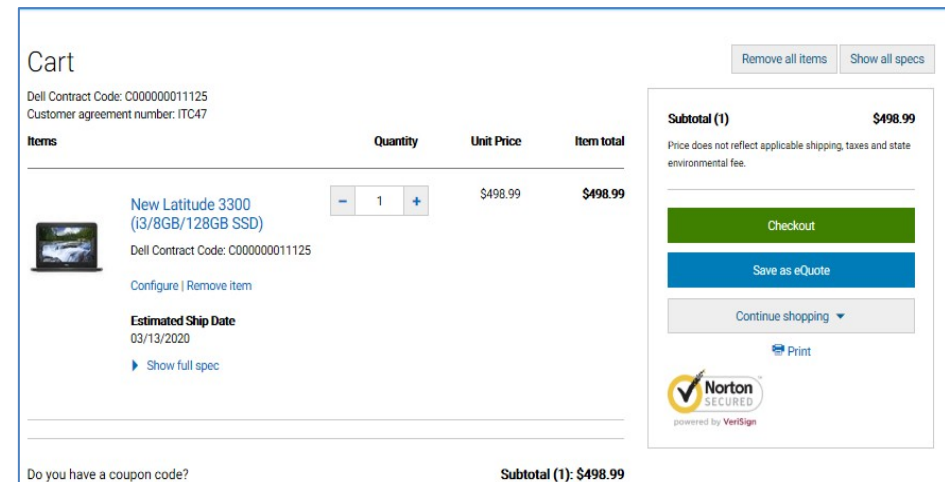 Cart
Remove all items
Show all specs
Dell Contract Code: C000000011125
Customer agreement number: ITC47
Items Quantity Unit Price Item total
New Latitude 3300
(i3/8GB/128GB SSD)
− 1 +
$498.99
$498.99
Dell Contract Code: C000000011125
Configure | Remove item
Estimated Ship Date
03/13/2020
Show full spec
Do you have a coupon code?
Subtotal (1): $498.99
Subtotal (1) $498.99
Price does not reflect applicable shipping, taxes and state
environmental fee.
Checkout
Save as eQuote
Continue shopping
Print
Norton
SECURED
powered by VeriSign